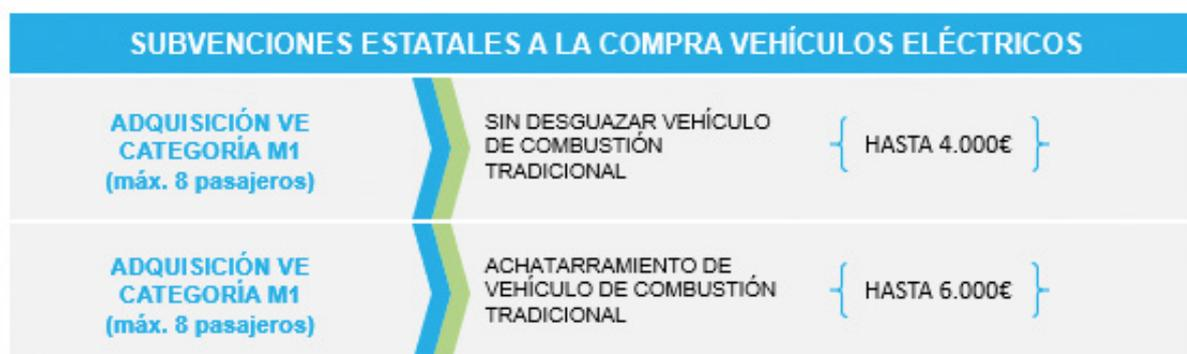 SUBVENCIONES ESTATALES A LA COMPRA VEHÍCULOS ELÉCTRICOS
ADQUISICIÓN VE
CATEGORÍA M1
(máx. 8 pasajeros)
SIN DESGUAZAR VEHÍCULO
DE COMBUSTIÓN
TRADICIONAL
HASTA 4.000€
ADQUISICIÓN VE
CATEGORÍA M1
(máx. 8 pasajeros)
ACHATARRAMIENTO DE
VEHÍCULO DE COMBUSTIÓN
TRADICIONAL
HASTA 6.000€